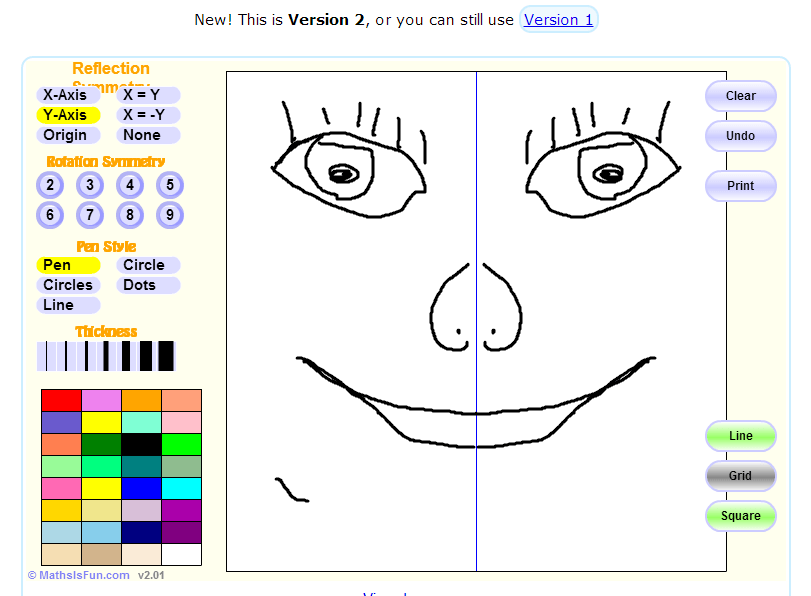 New! This is Version 2, or you can still use Version 1
Reflection
Symmetry
X-Axis X = Y
Y-Axis X = -Y
Origin None
Rotation Symmetry
2 3 4 5
6 7 8 9
Pen Style
Pen Circle
Circles Dots
Line
Thickness
© MathsIsFun.com v2.01
Clear
Undo
Print
Line
Grid
Square